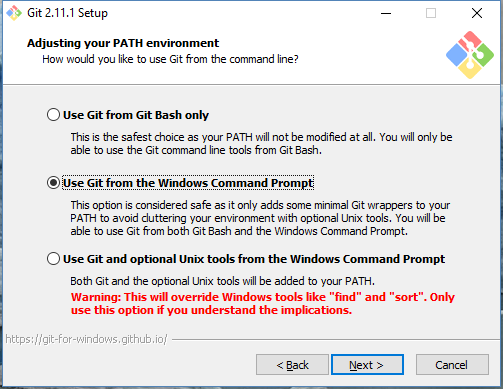 Git 2.11.1 Setup
Adjusting your PATH environment
How would you like to use Git from the command line?
Use Git from Git Bash only
This is the safest choice as your PATH will not be modified at all. You will only be
able to use the Git command line tools from Git Bash.
Use Git from the Windows Command Prompt
This option is considered safe as it only adds some minimal Git wrappers to your
PATH to avoid cluttering your environment with optional Unix tools. You will be
able to use Git from both Git Bash and the Windows Command Prompt.
Use Git and optional Unix tools from the Windows Command Prompt
Both Git and the optional Unix tools will be added to your PATH.
Warning: This will override Windows tools like "find" and "sort". Only
use this option if you understand the implications.
https://git-for-windows.github.io/
< Back Next > Cancel